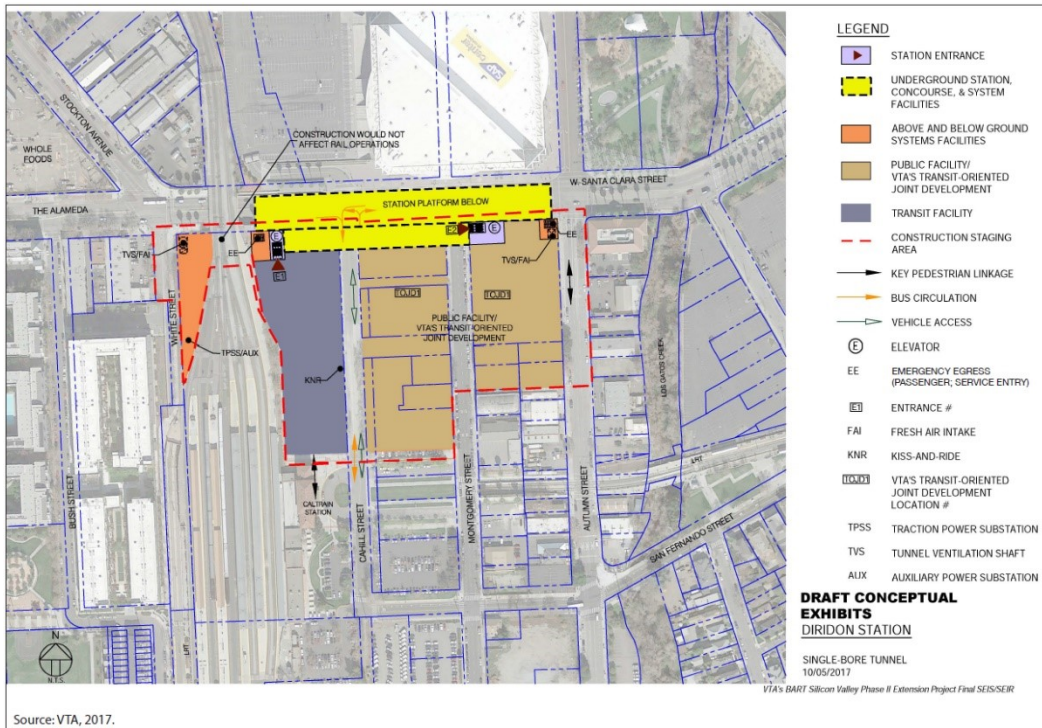 LEGEND
STATION ENTRANCE
UNDERGROUND STATION,
CONCOURSE, & SYSTEM
FACILITIES
ABOVE AND BELOW GROUND
SYSTEMS FACILITIES
PUBLIC FACILITY/
VTA'S TRANSIT-ORIENTED
JOINT DEVELOPMENT
TRANSIT FACILITY
CONSTRUCTION STAGING
AREA
KEY PEDESTRIAN LINKAGE
BUS CIRCULATION
VEHICLE ACCESS
E ELEVATOR
EE EMERGENCY EGRESS
(PASSENGER; SERVICE ENTRY)
E1 ENTRANCE #
FAI FRESH AIR INTAKE
KNR KISS-AND-RIDE
TOJD1 VTA'S TRANSIT-ORIENTED
JOINT DEVELOPMENT
LOCATION #
TPSS TRACTION POWER SUBSTATION
TVS TUNNEL VENTILATION SHAFT
AUX AUXILIARY POWER SUBSTATION
DRAFT CONCEPTUAL
EXHIBITS
DIRIDON STATION
SINGLE-BORE TUNNEL
10/05/2017
VTA's BART Silicon Valley Phase II Extension Project Final SEIS/SEIR
STOCKTON AVENUE
WHOLE
FOODS
CONSTRUCTION WOULD NOT
AFFECT RAIL OPERATIONS
THE ALAMEDA
W. SANTA CLARA STREET
STATION PLATFORM BELOW
TVS/FAI
EE
E
E1
E2
E
EE
TVS/FAI
WHITE STREET
TPSS/AUX
KNR
TOJD1
TOJD1
PUBLIC FACILITY/
VTA'S TRANSIT-ORIENTED
JOINT DEVELOPMENT
LOS GATOS CREEK
BUSH STREET
CALTRAIN
STATION
CAHILL STREET
MONTGOMERY STREET
AUTUMN STREET
LRT
SAN FERNANDO STREET
LRT
N
N.T.S.
Source: VTA, 2017.